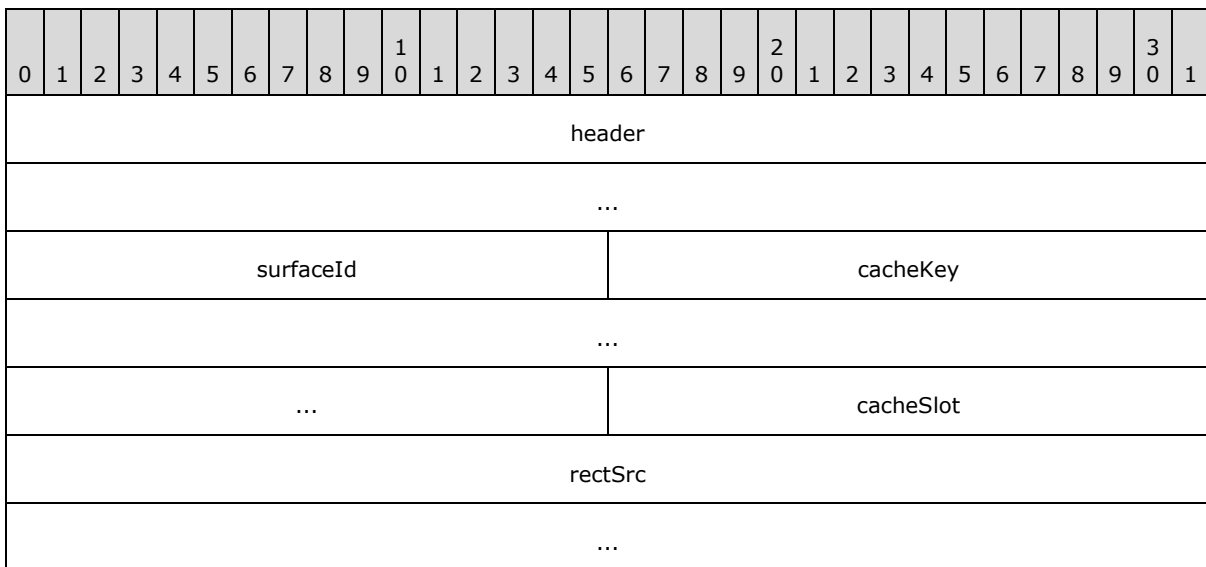 1 2 3
0 1 2 3 4 5 6 7 8 9 0 1 2 3 4 5 6 7 8 9 0 1 2 3 4 5 6 7 8 9 0 1
header
...
surfaceId cacheKey
...
... cacheSlot
rectSrc
...